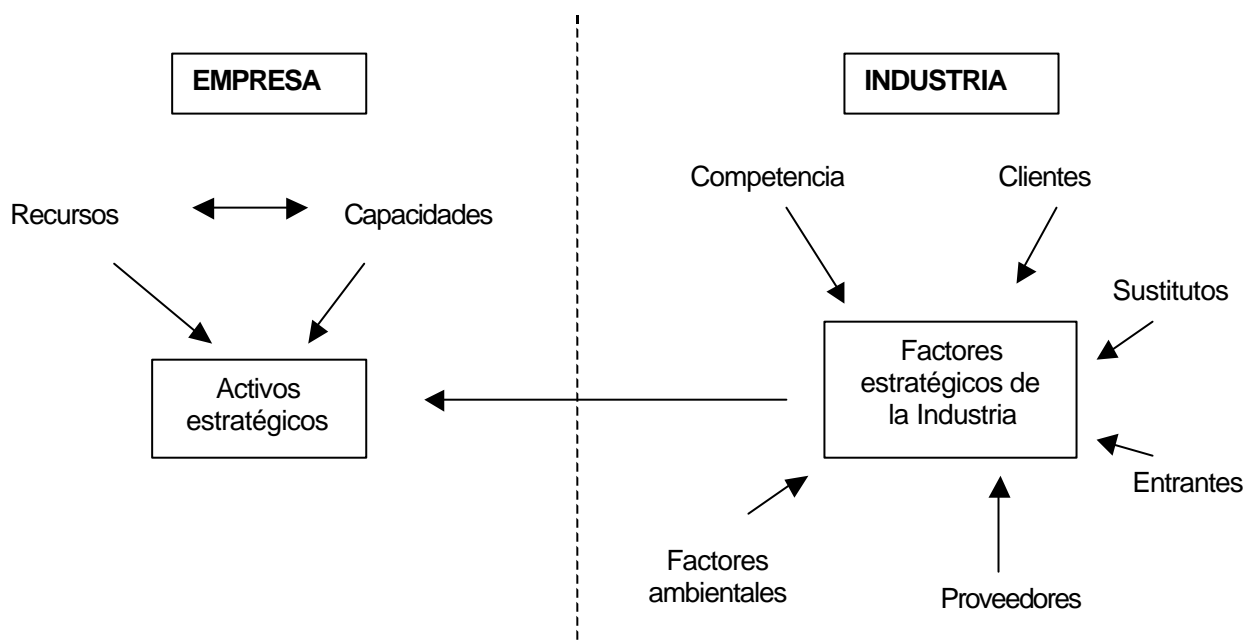 EMPRESA
INDUSTRIA
Competencia
Clientes
Recursos
Capacidades
Sustitutos
Activos
estratégicos
Factores
estratégicos de
la Industria
Entrantes
Factores
ambientales
Proveedores